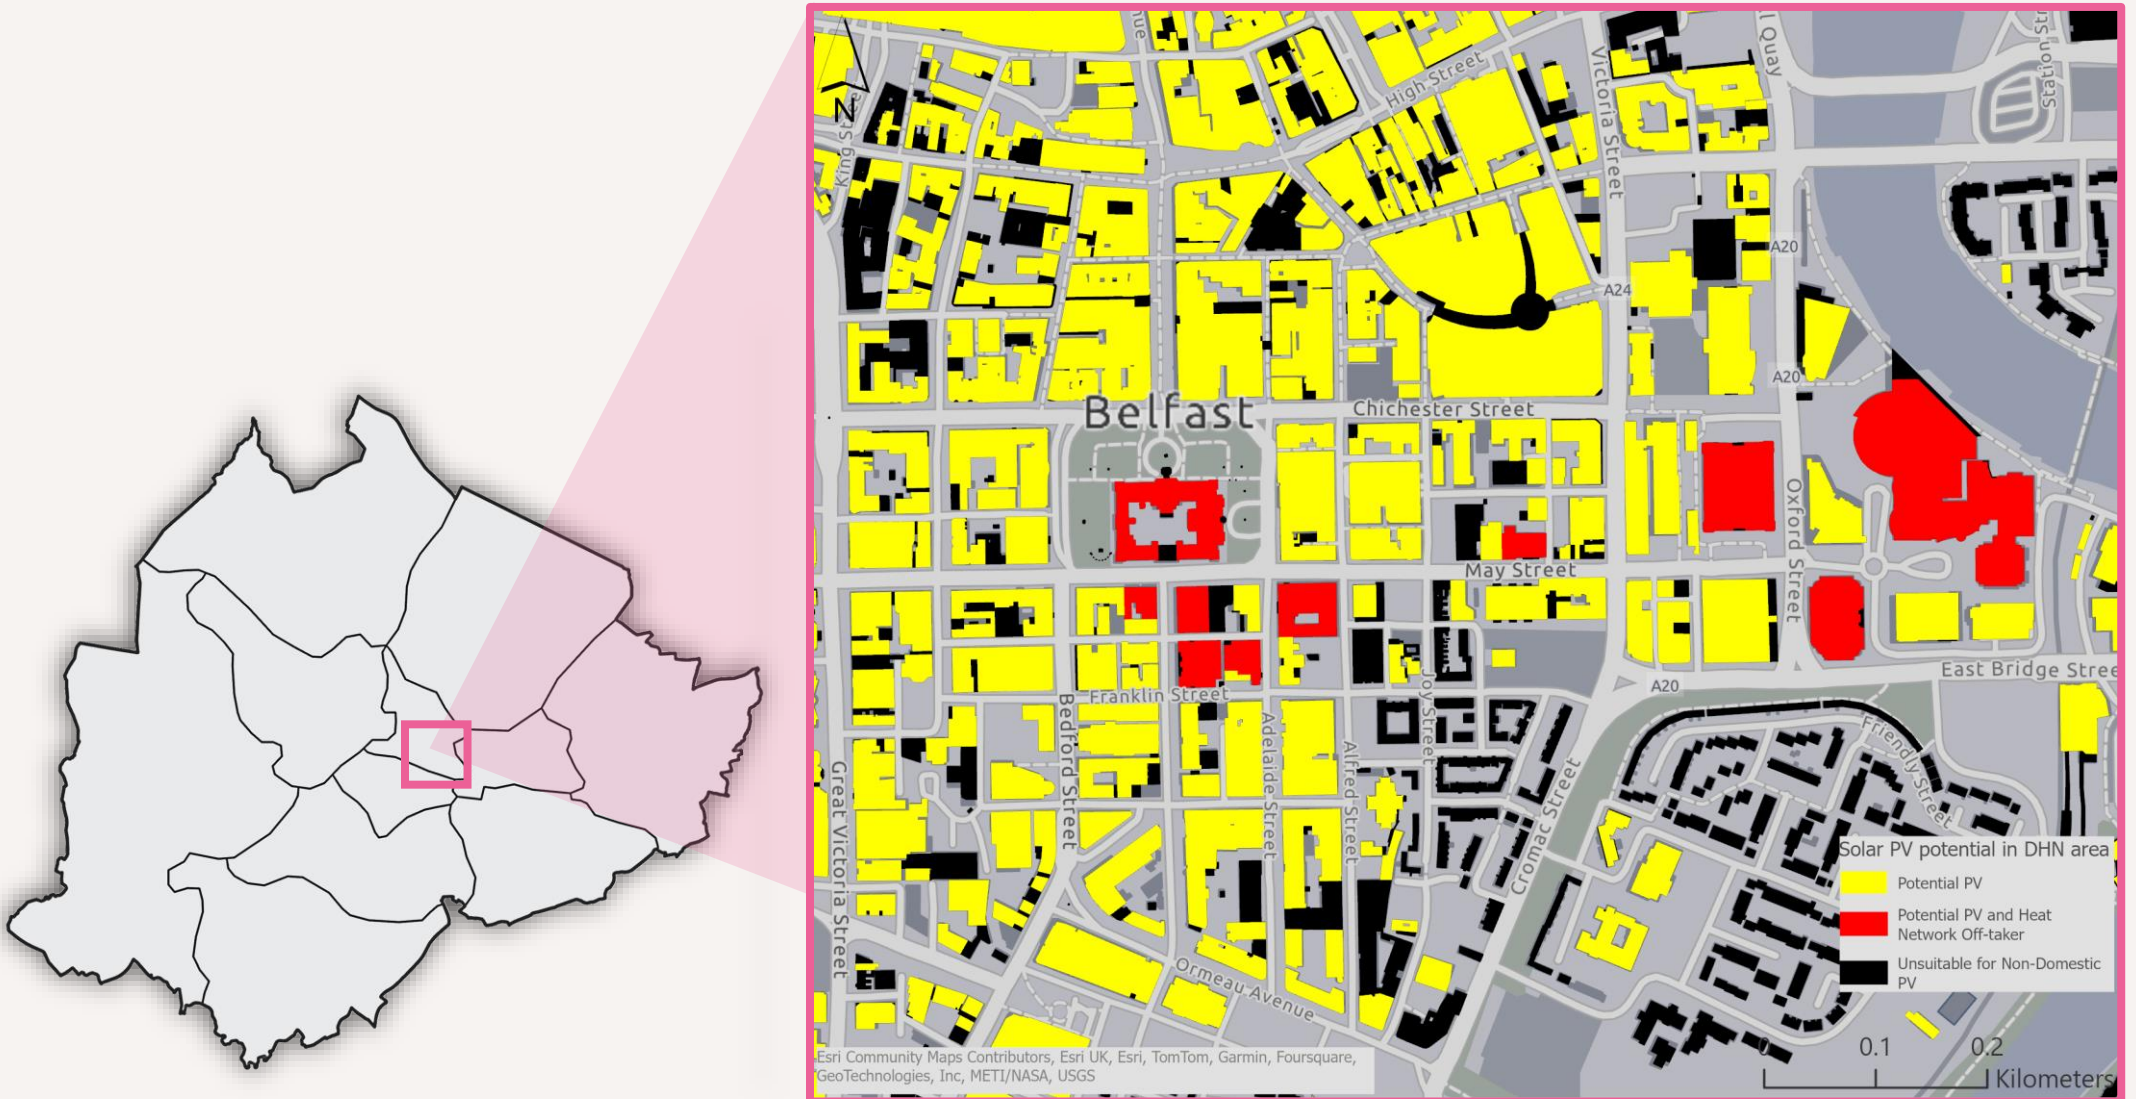 nue
High Street
Victoria Street
l Quay
Station St
King Street
N
A20
A24
A20
Belfast
Chichester Street
Oxford Street
May Street
East Bridge Stree
A20
Franklin Street
Bedford Street
Adelaide Street
Alfred Street
Joy Street
Cromac Street
Friendly Street
Great Victoria Street
Ormeau Avenue
Solar PV potential in DHN area
Potential PV
Potential PV and Heat
Network Off-taker
Unsuitable for Non-Domestic
PV
Esri Community Maps Contributors, Esri UK, Esri, TomTom, Garmin, Foursquare,
GeoTechnologies, Inc, METI/NASA, USGS
0 0.1 0.2
Kilometers